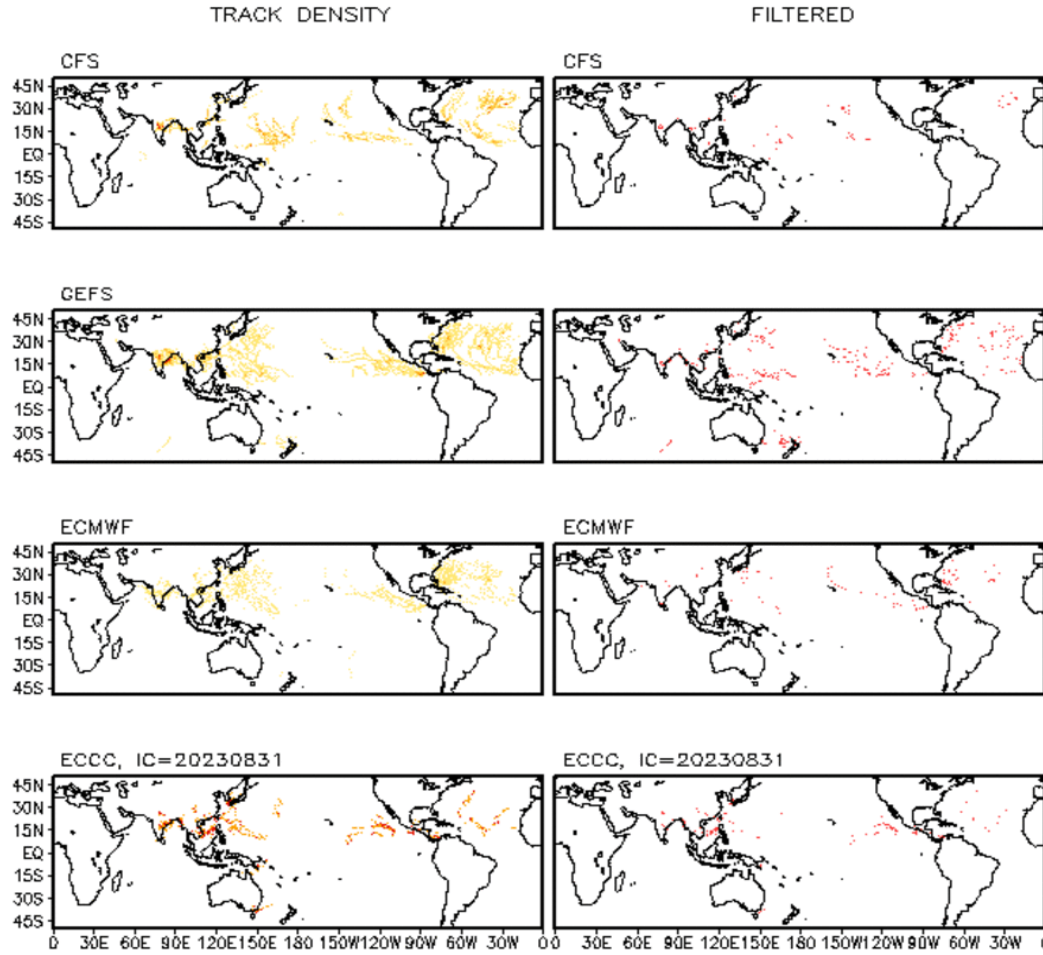 TRACK DENSITY FILTERED
CFS CFS
45N
30N
15N
EQ
15S
30S
45S
GEFS GEFS
45N
30N
15N
EQ
15S
30S
45S
ECMWF ECMWF
45N
30N
15N
EQ
15S
30S
45S
ECCC, IC=20230831 ECCC, IC=20230831
45N
30N
15N
EQ
15S
30S
45S
0 30E 60E 90E 120E 150E 180 150W 120W 90W 60W 30W 0 30E 60E 90E 120E 150E 180 150W 120W 90W 60W 30W